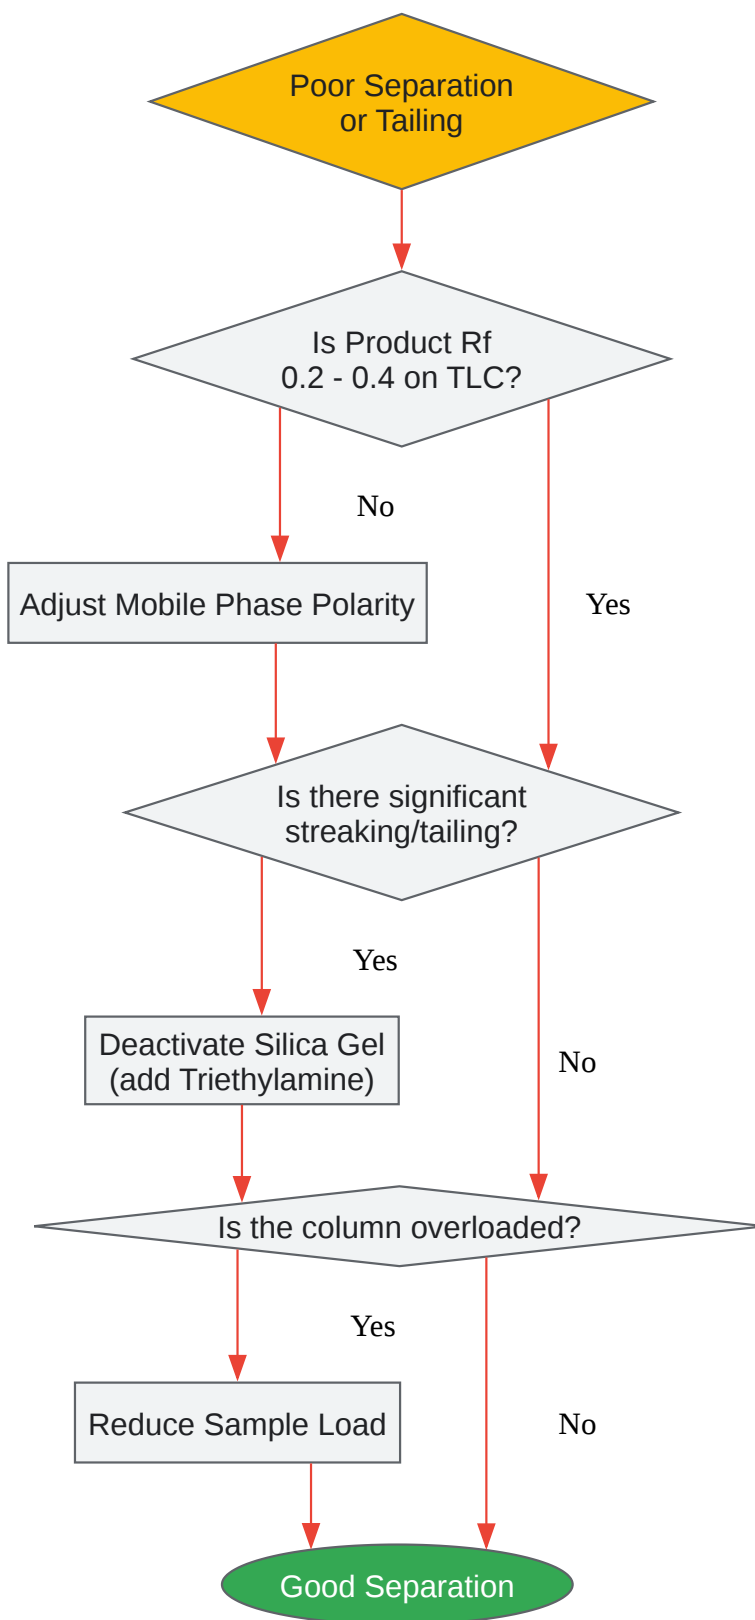 Poor Separation
or Tailing
Is Product Rf
0.2 - 0.4 on TLC?
No
Adjust Mobile Phase Polarity
Yes
Is there significant
streaking/tailing?
Yes
Deactivate Silica Gel
(add Triethylamine)
No
Is the column overloaded?
Yes
Reduce Sample Load
No
Good Separation